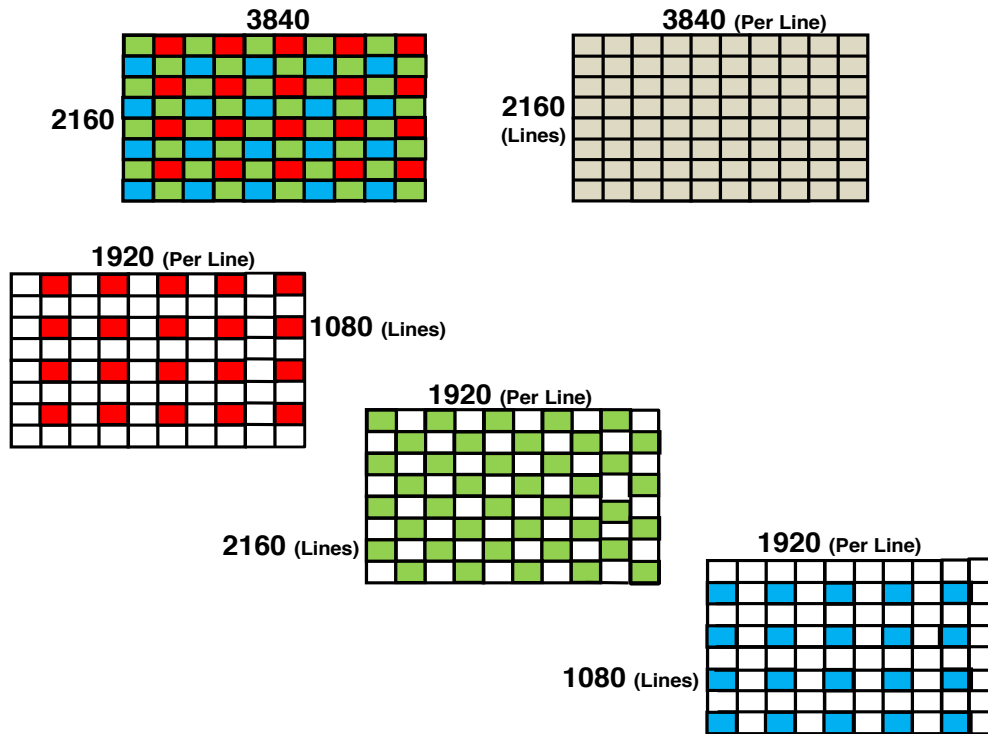 3840
2160
3840 (Per Line)
2160
(Lines)
1920 (Per Line)
1080 (Lines)
1920 (Per Line)
2160 (Lines)
1920 (Per Line)
1080 (Lines)